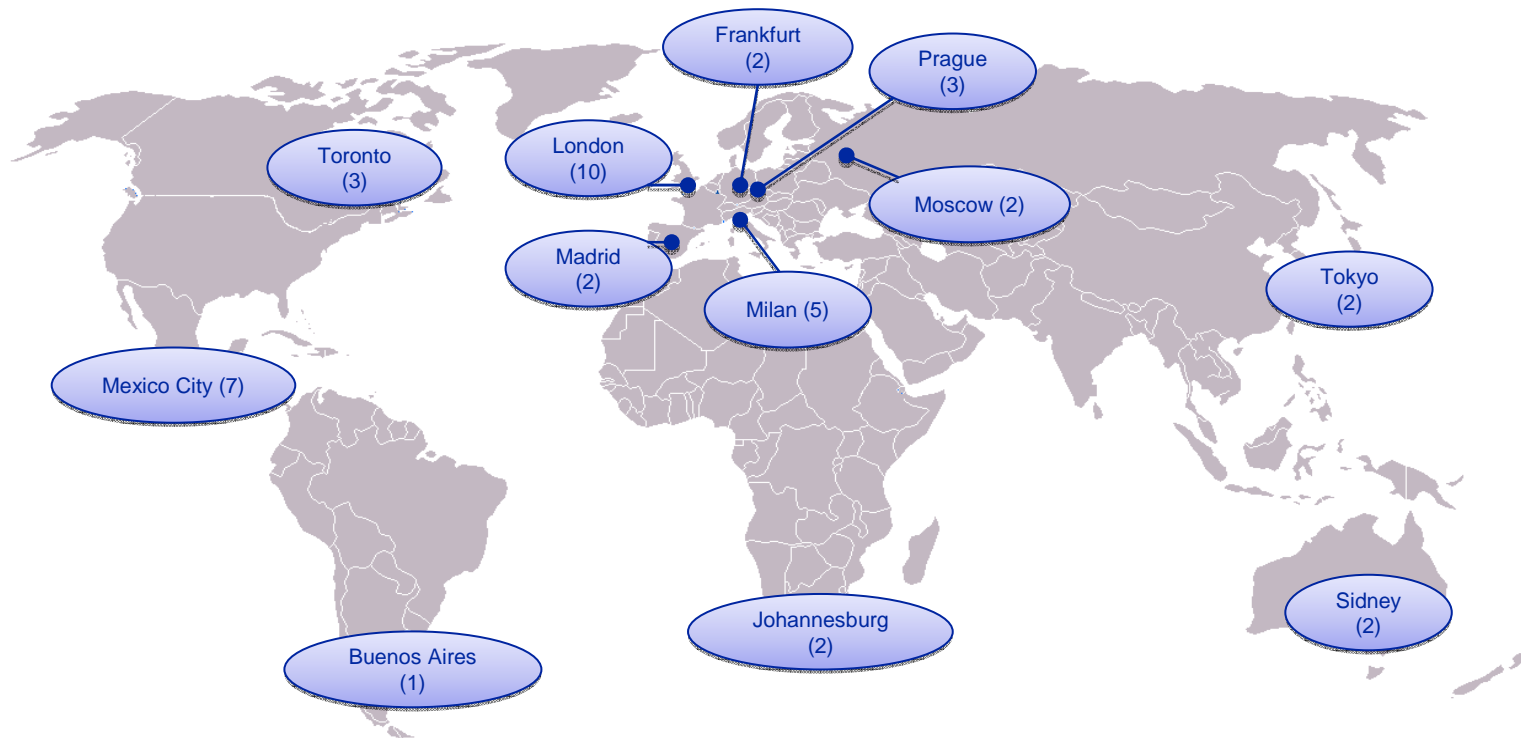 Frankfurt
(2)
Prague
(3)
Toronto
(3)
London
(10)
Moscow (2)
Madrid
(2)
Milan (5)
Tokyo
(2)
Mexico City (7)
Johannesburg
(2)
Sidney
(2)
Buenos Aires
(1)